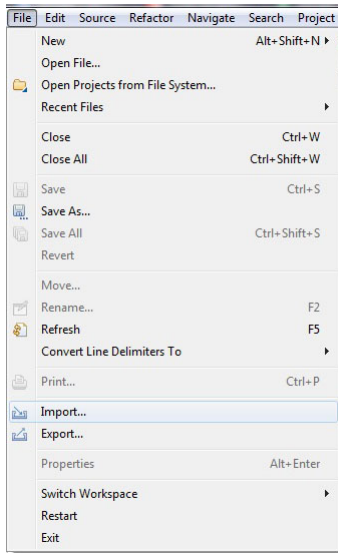 File Edit Source Refactor Navigate Search Project
New Alt+Shift+N
Open File...
Open Projects from File System...
Recent Files
Close Ctrl+W
Close All Ctrl+Shift+W
Save Ctrl+S
Save As...
Save All Ctrl+Shift+S
Revert
Move...
Rename... F2
Refresh F5
Convert Line Delimiters To
Print... Ctrl+P
Import...
Export...
Properties Alt+Enter
Switch Workspace
Restart
Exit